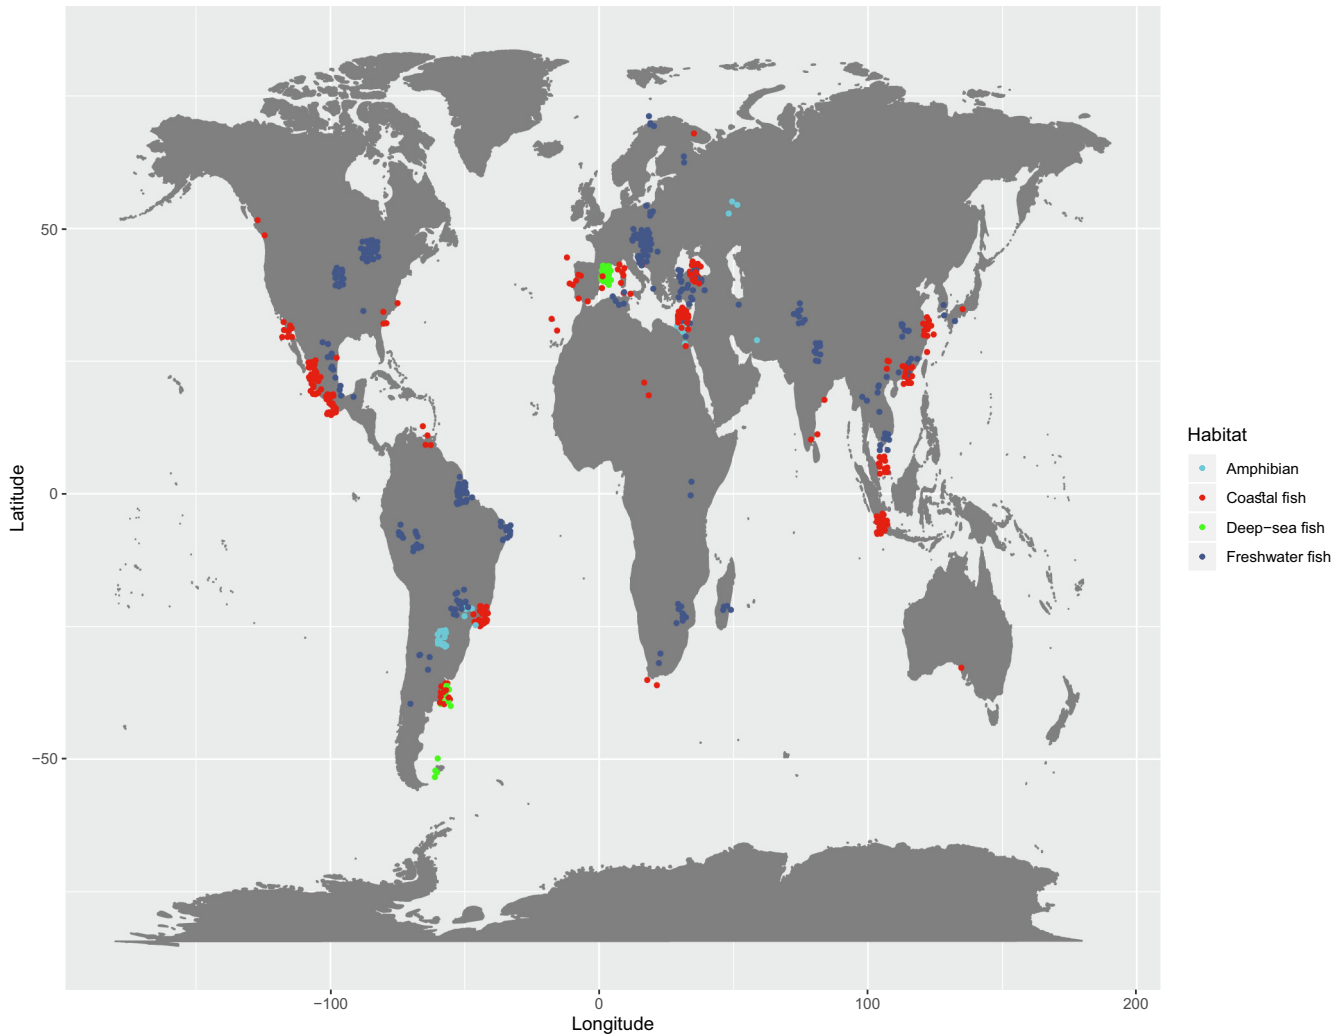 50
0
−50
Latitude
−100
0
100
200
Longitude
Habitat
Amphibian
Coastal fish
Deep−sea fish
Freshwater fish